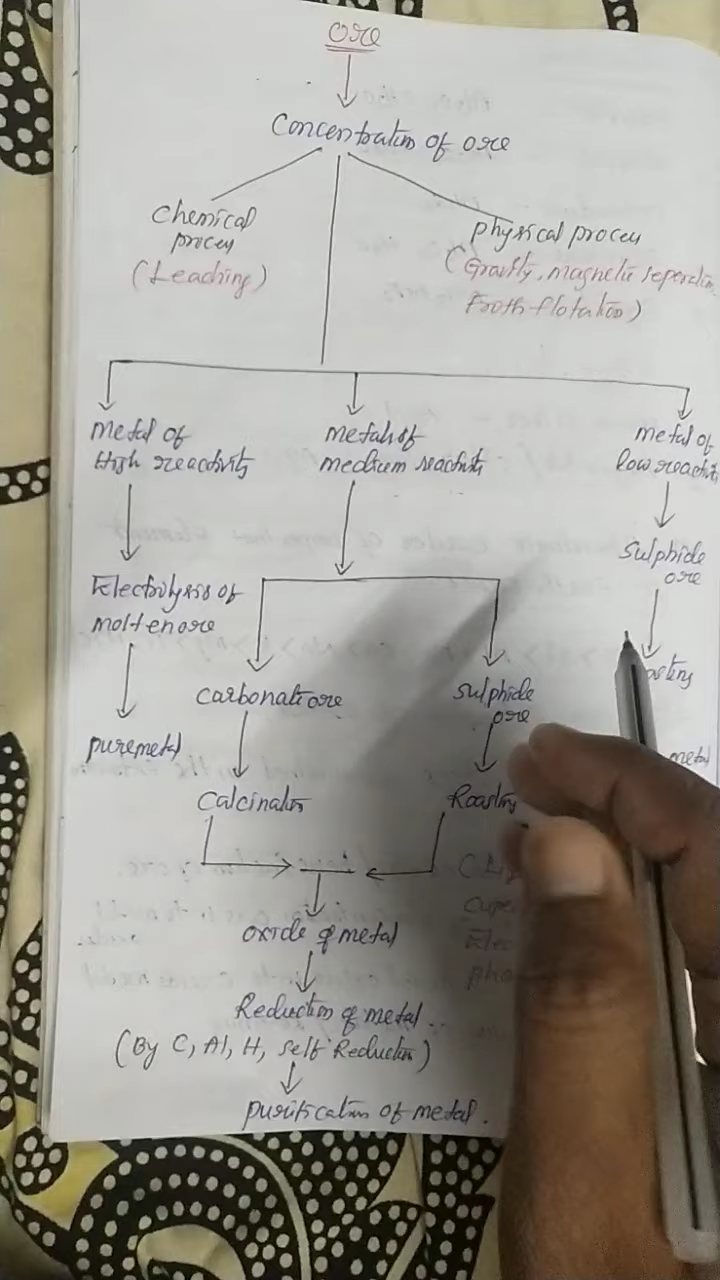 ore
Concentration of ore
Chemical
process
(Leaching)
physical process
(Gravity, magnetic seperation
Froth flotation)
Metal of
High reactivity
metals of
medium reactivity
metal of
low reactivity
Electrolysis of
molten ore
Sulphide
ore
asting
pure metal
carbonate ore
sulphide
ore
metal
Calcination
Roasting
oxide of metal
Reduction of metal
(By C, Al, H, Self Reduction)
purification of metal.